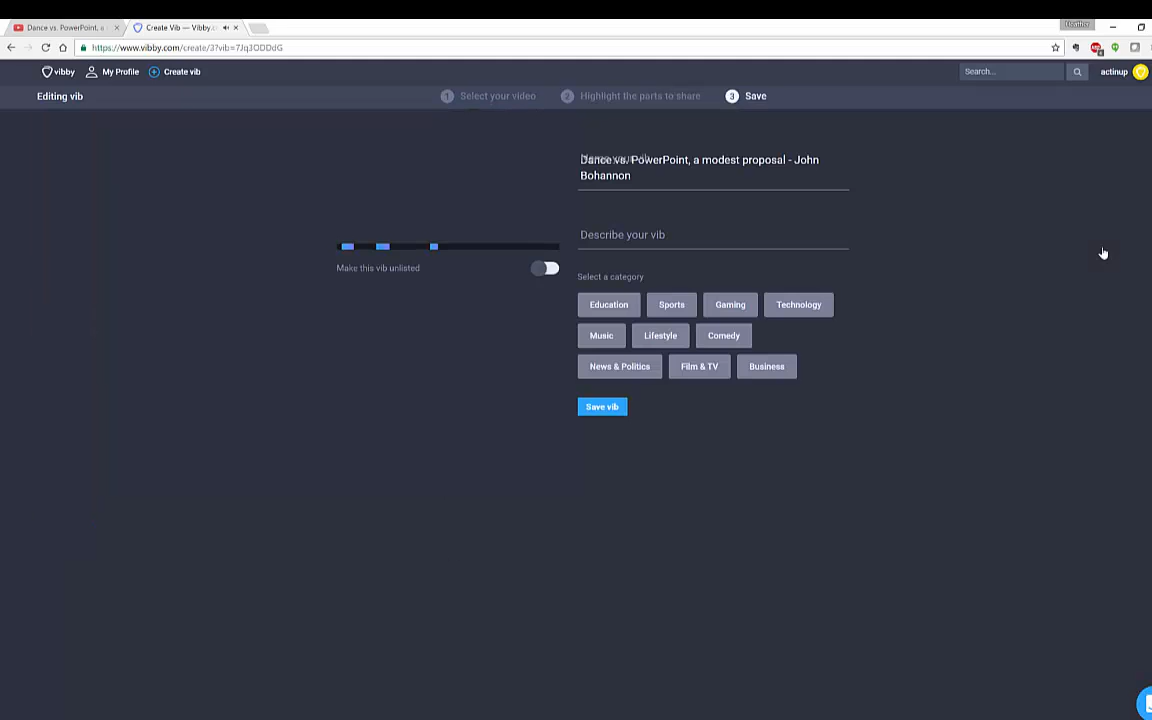 Heather
Dance vs. PowerPoint, a
Create Vib — Vibby.c
https://www.vibby.com/create/3?vib=7Jq3ODDdG
vibby
My Profile
Create vib
Search...
actinup
Editing vib
1 Select your video
2 Highlight the parts to share
3 Save
Dance vs. PowerPoint, a modest proposal - John
Bohannon
Describe your vib
Make this vib unlisted
Select a category
Education Sports Gaming Technology
Music Lifestyle Comedy
News & Politics Film & TV Business
Save vib